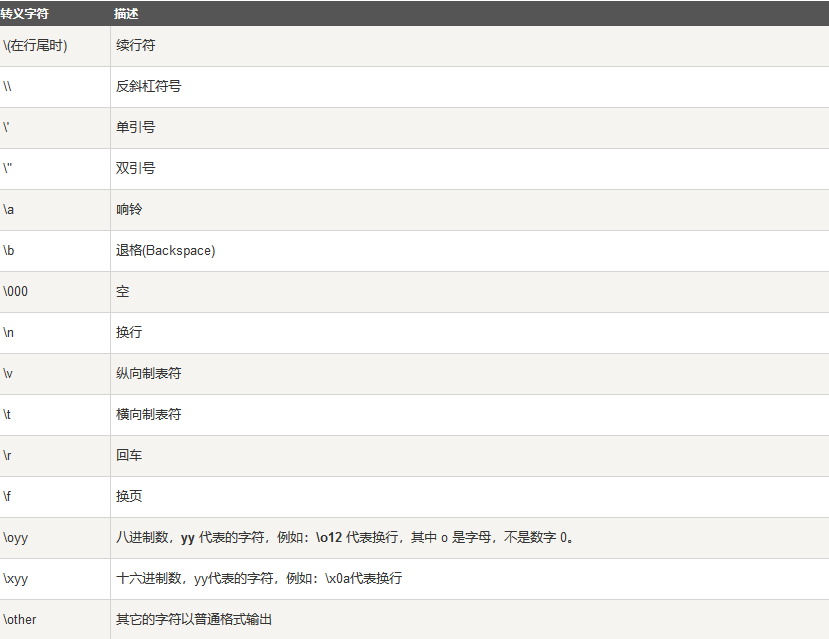 转义字符 描述
\(在行尾时) 续行符
\\ 反斜杠符号
\' 单引号
\" 双引号
\a 响铃
\b 退格(Backspace)
\000 空
\n 换行
\v 纵向制表符
\t 横向制表符
\r 回车
\f 换页
\oyy 八进制数，yy 代表的字符，例如：\o12 代表换行，其中 o 是字母，不是数字 0。
\xyy 十六进制数，yy代表的字符，例如：\x0a代表换行
\other 其它的字符以普通格式输出